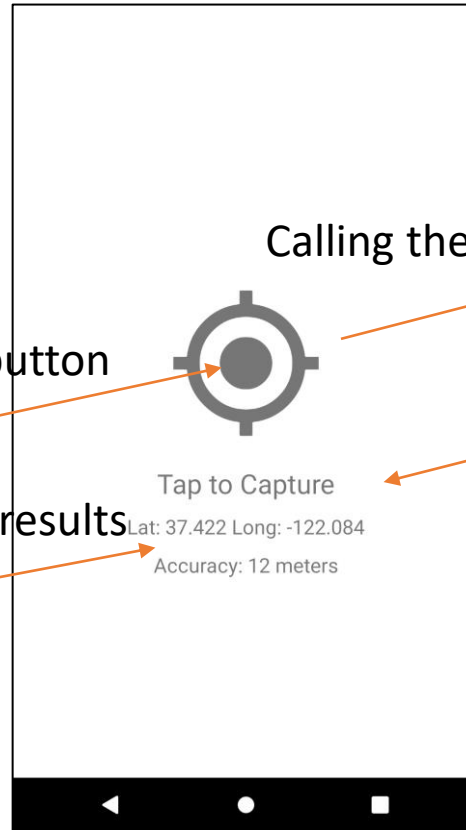 Calling the
button
Tap to Capture
results
Lat: 37.422 Long: -122.084
Accuracy: 12 meters